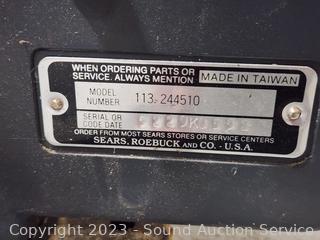 WHEN ORDERING PARTS OR
SERVICE. ALWAYS MENTION
MADE IN TAIWAN
MODEL
NUMBER
113.244510
SERIAL OR
CODE DATE
ORDER FROM MOST SEARS STORES OR SERVICE CENTERS
SEARS, ROEBUCK AND CO. - U.S.A.
Copyright 2023 - Sound Auction Service